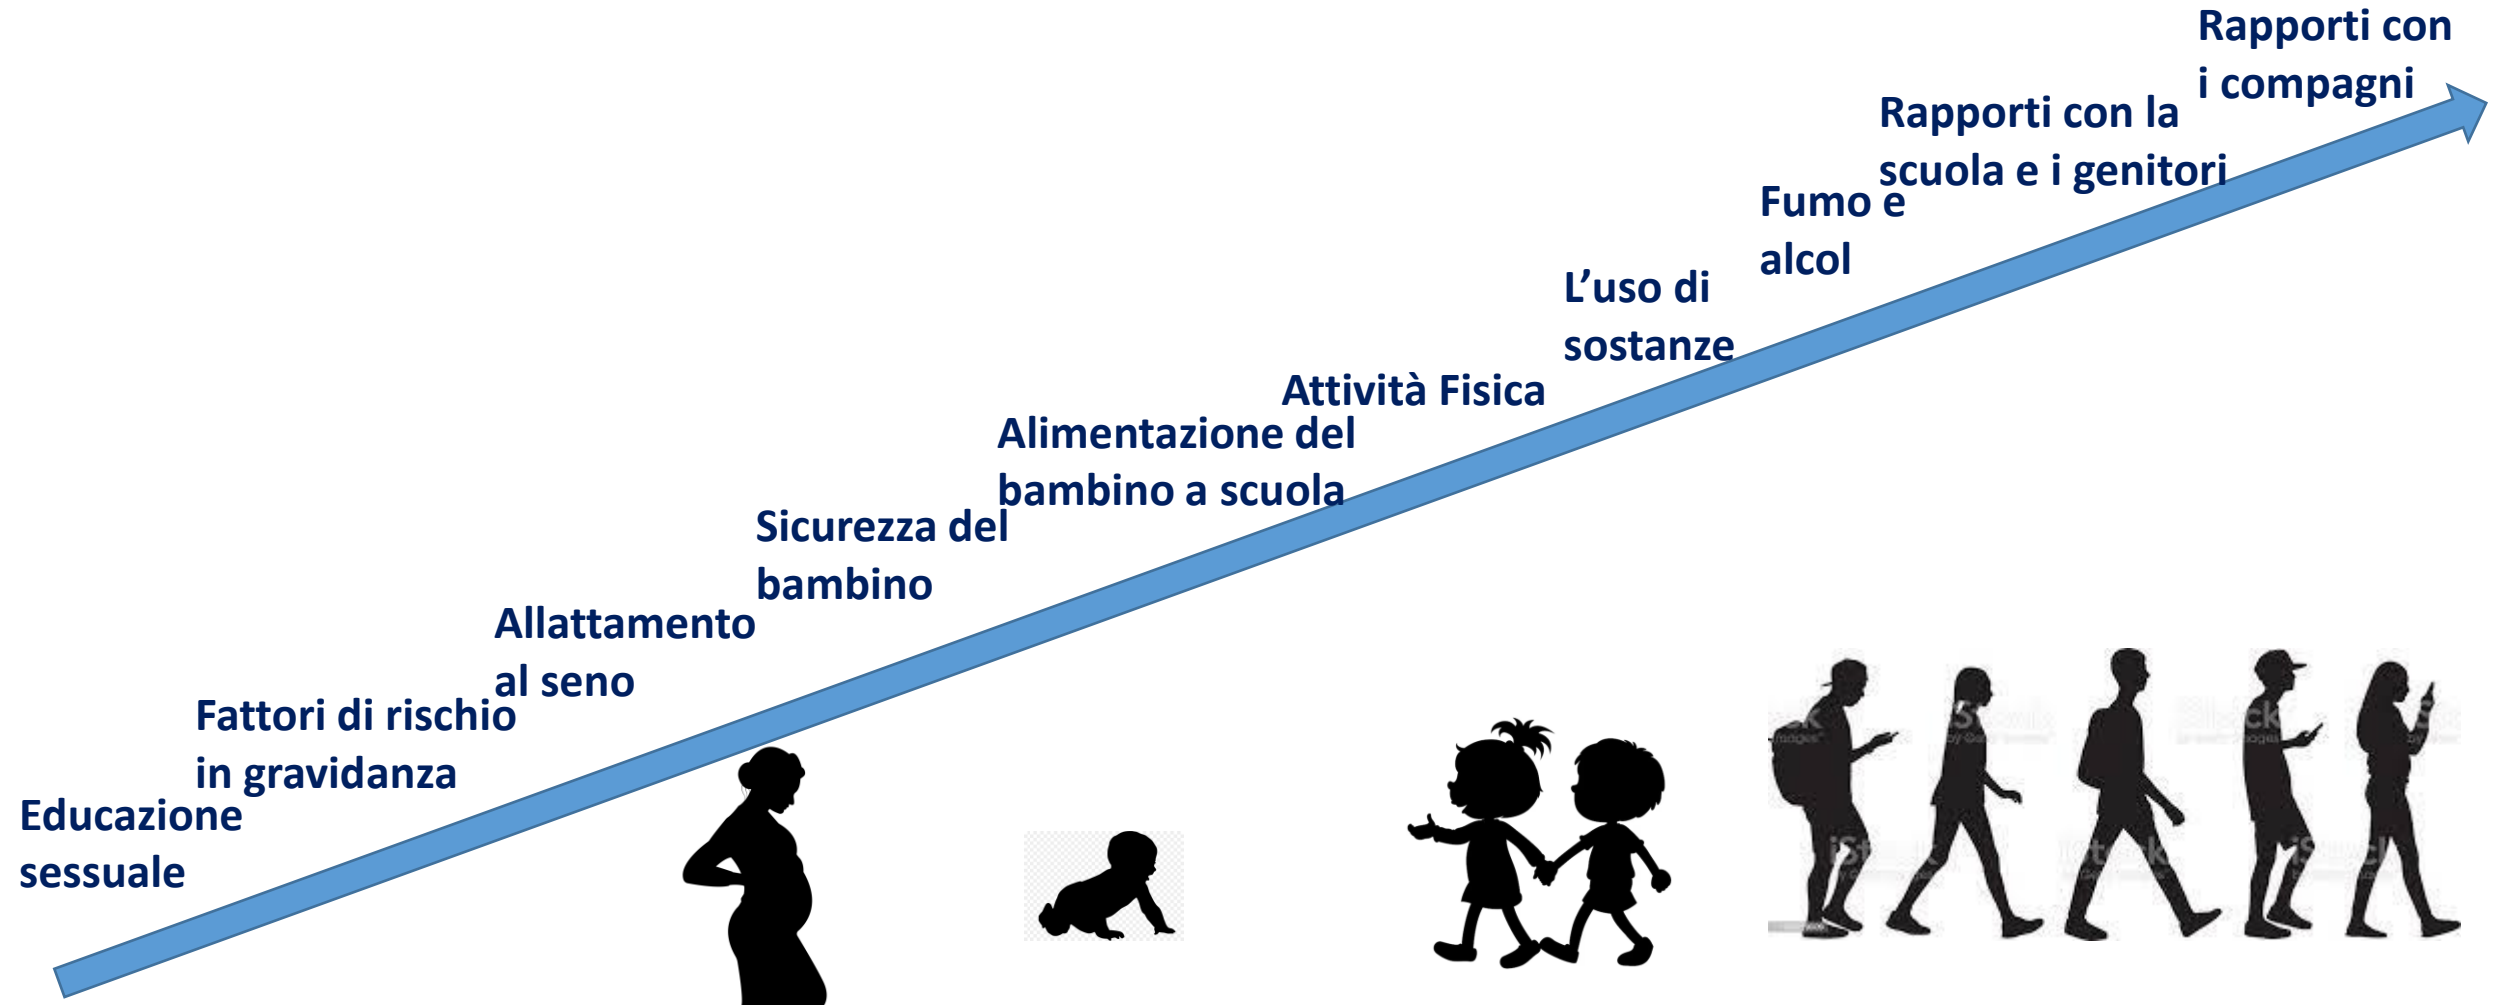 Rapporti con
i compagni
Rapporti con la
scuola e i genitori
Fumo e
alcol
L’uso di
sostanze
Attività Fisica
Alimentazione del
bambino a scuola
Sicurezza del
bambino
Allattamento
al seno
Fattori di rischio
in gravidanza
Educazione
sessuale